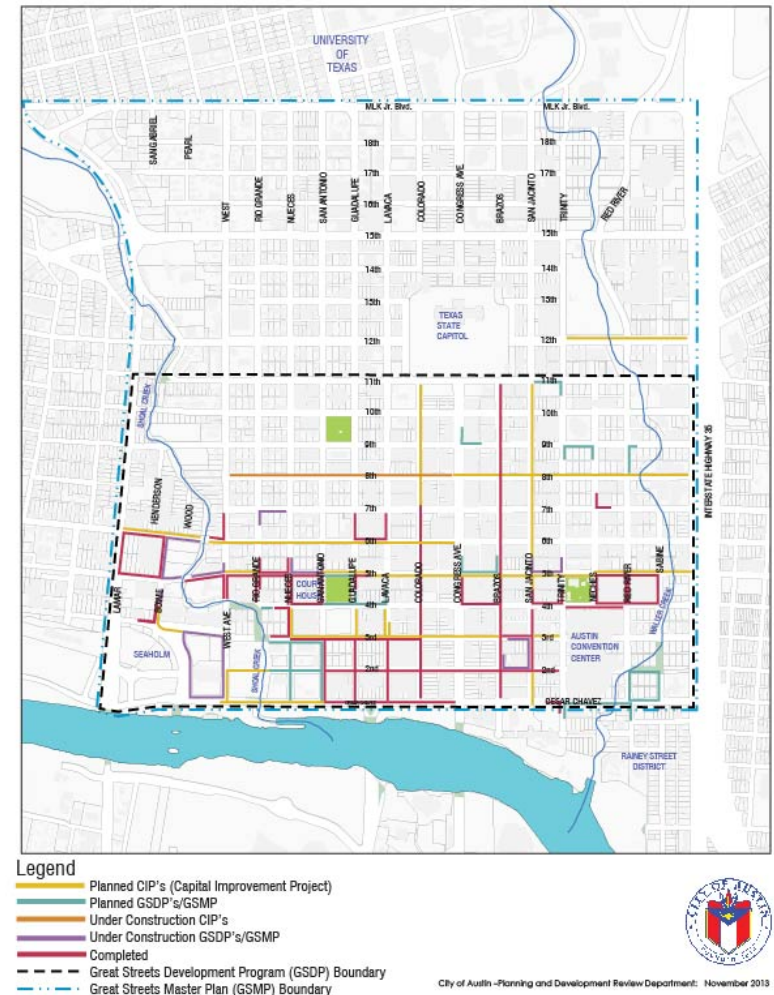 UNIVERSITY
OF
TEXAS
MLK Jr. Blvd.
MLK Jr. Blvd.
SAN GABRIEL
PEARL
18th
18th
17th
17th
WEST
RIO GRANDE
NUECES
SAN ANTONIO
GUADALUPE
LAVACA
COLORADO
CONGRESS AVE.
BRAZOS
SAN JACINTO
TRINITY
RED RIVER
16th
15th
15th
14th
14th
13th
13th
TEXAS
STATE
CAPITOL
12th
12th
11th
11th
SHOAL CREEK
10th
10th
9th
9th
INTERSTATE HIGHWAY 35
8th
8th
HENDERSON
WOOD
7th
7th
6th
6th
5th
5th
LAMAR
BOWIE
WEST AVE.
RIO GRANDE
NUECES
COURT
HOUSE
SAN ANTONIO
GUADALUPE
LAVACA
COLORADO
CONGRESS AVE.
BRAZOS
SAN JACINTO
TRINITY
NECHES
RED RIVER
SABINE
4th
4th
WALLER CREEK
3rd
3rd
SEAHOLM
SHOAL CREEK
AUSTIN
CONVENTION
CENTER
2nd
2nd
CESAR CHAVEZ
RAINEY STREET
DISTRICT
Legend
Planned CIP's (Capital Improvement Project)
Planned GSDP's/GSMP
Under Construction CIP's
Under Construction GSDP's/GSMP
Completed
Great Streets Development Program (GSDP) Boundary
Great Streets Master Plan (GSMP) Boundary
CITY OF AUSTIN
City of Austin -Planning and Development Review Department: November 2013